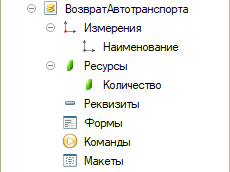 ВозвратАвтотранспорта
Измерения
Наименование
Ресурсы
Количество
Реквизиты
Формы
Команды
Макеты